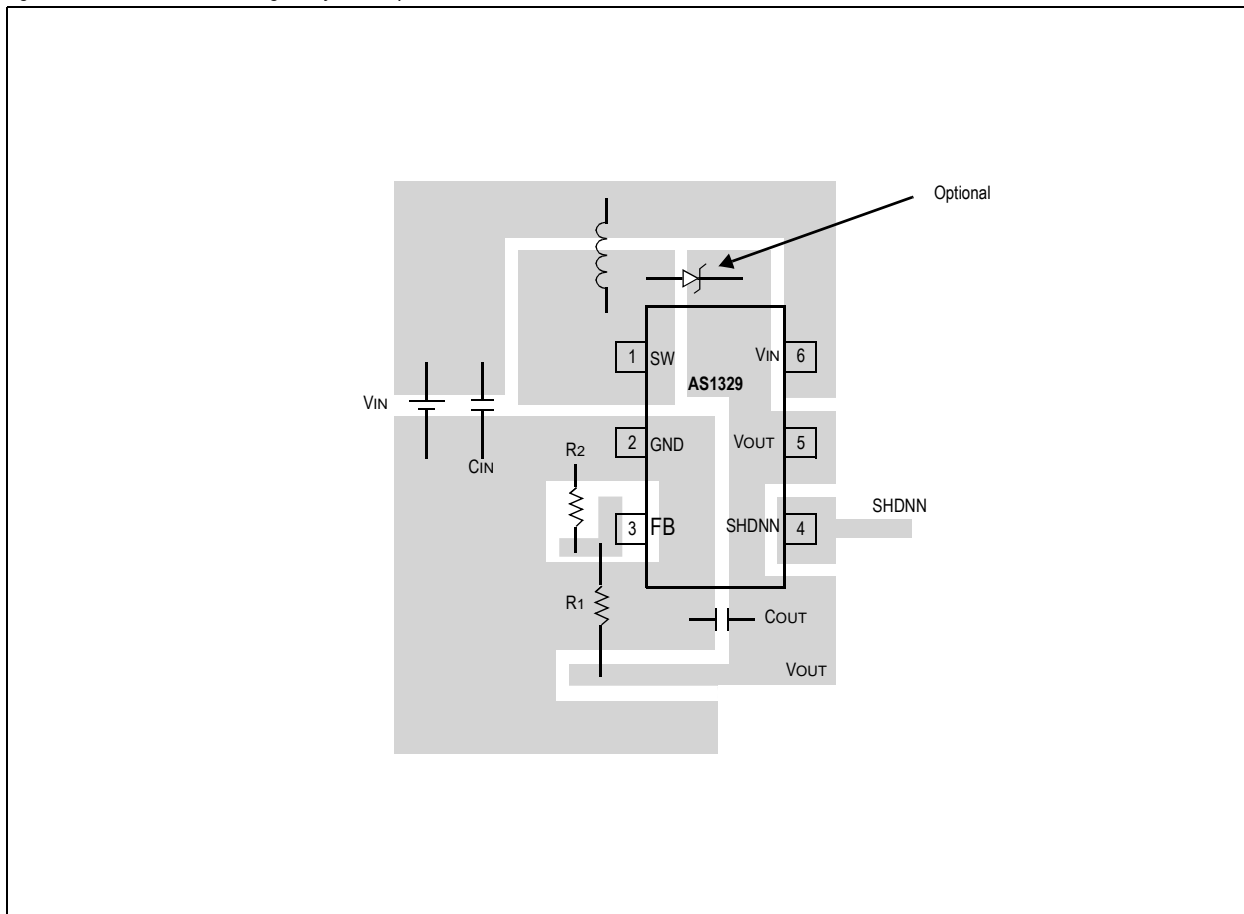 Optional
1 SW
VIN 6
AS1329
VIN
2 GND
VOUT 5
R2
CIN
3 FB
SHDNN 4
SHDNN
R1
COUT
VOUT